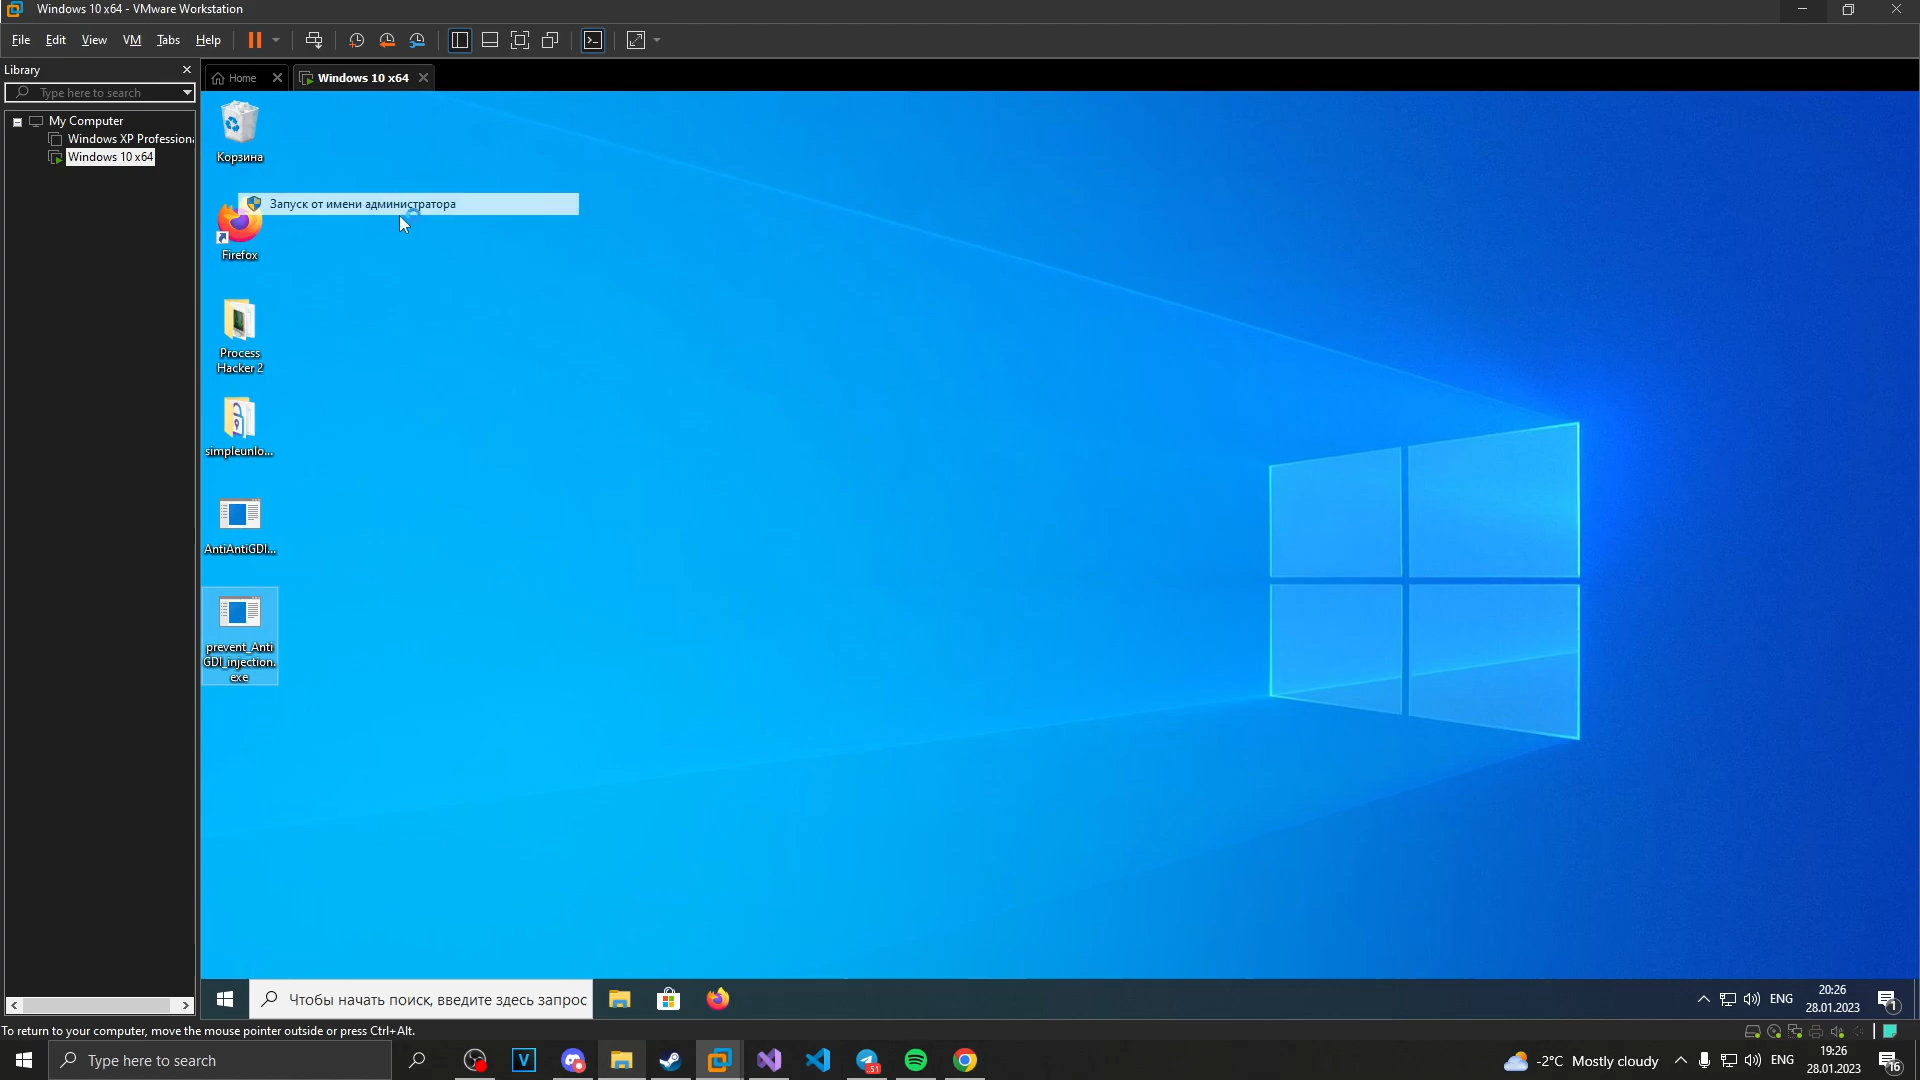 Windows 10 x64 - VMware Workstation
File Edit View VM Tabs Help
Library
Type here to search
My Computer
Windows XP Professiona
Windows 10 x64
Home
Windows 10 x64
Корзина
Запуск от имени администратора
Firefox
Process
Hacker 2
simpleunlo...
AntiAntiGDI...
prevent_Anti
GDI_injection.
exe
Чтобы начать поиск, введите здесь запрос
ENG
20:26
28.01.2023
1
To return to your computer, move the mouse pointer outside or press Ctrl+Alt.
Type here to search
V
51
-2°C Mostly cloudy
ENG
19:26
28.01.2023
16